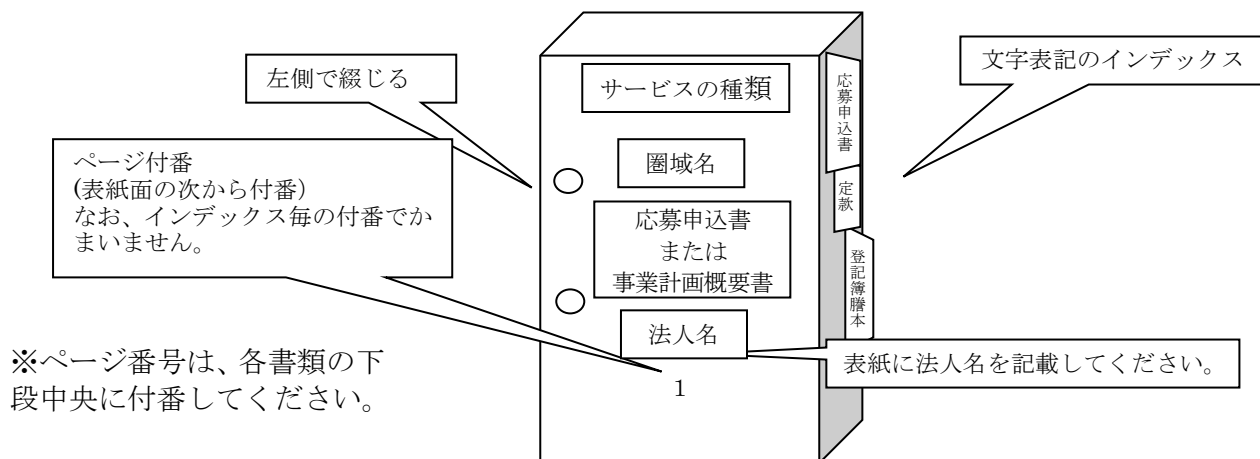 左側で綴じる
サービスの種類
文字表記のインデックス
応募申込書
ページ付番
(表紙面の次から付番)
なお、インデックス毎の付番でか
まいません。
圏域名
定款
応募申込書
または
事業計画概要書
登記簿謄本
法人名
※ページ番号は、各書類の下
段中央に付番してください。
表紙に法人名を記載してください。
1